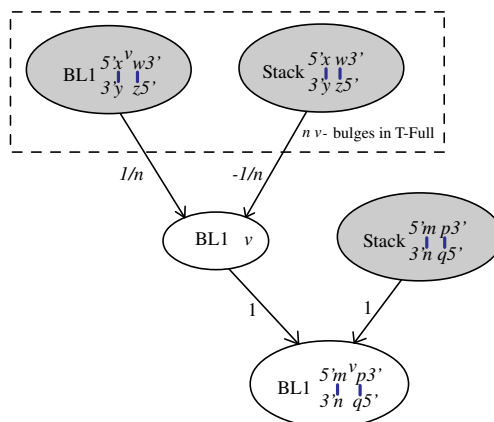 v
5'x w3'
BL1
3'y z5'
5'x w3'
Stack
3'y z5'
n v- bulges in T-Full
1/n
-1/n
BL1 v
5'm p3'
Stack
3'n q5'
1
1
v
5'm p3'
BL1
3'n q5'